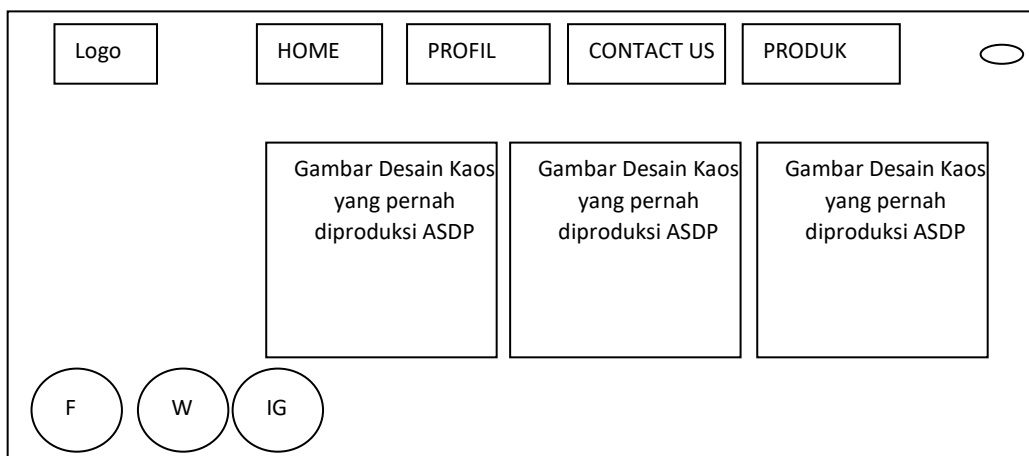 Logo
HOME
PROFIL
CONTACT US
PRODUK
Gambar Desain Kaos
yang pernah
diproduksi ASDP
Gambar Desain Kaos
yang pernah
diproduksi ASDP
Gambar Desain Kaos
yang pernah
diproduksi ASDP
F
W
IG